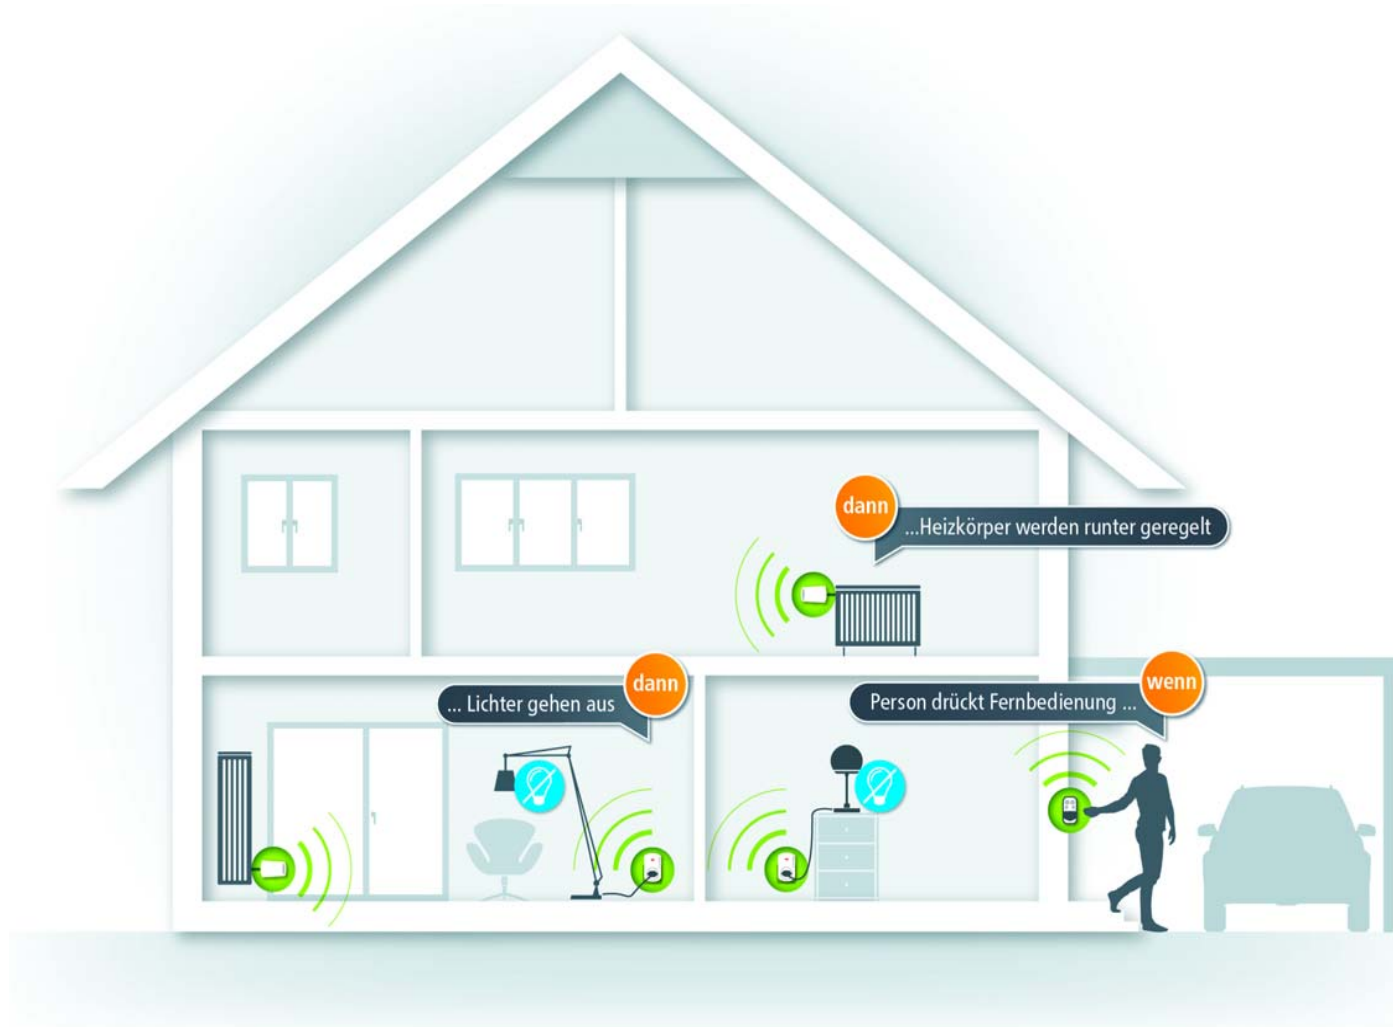 dann
...Heizkörper werden runter geregelt
dann
... Lichter gehen aus
wenn
Person drückt Fernbedienung ...